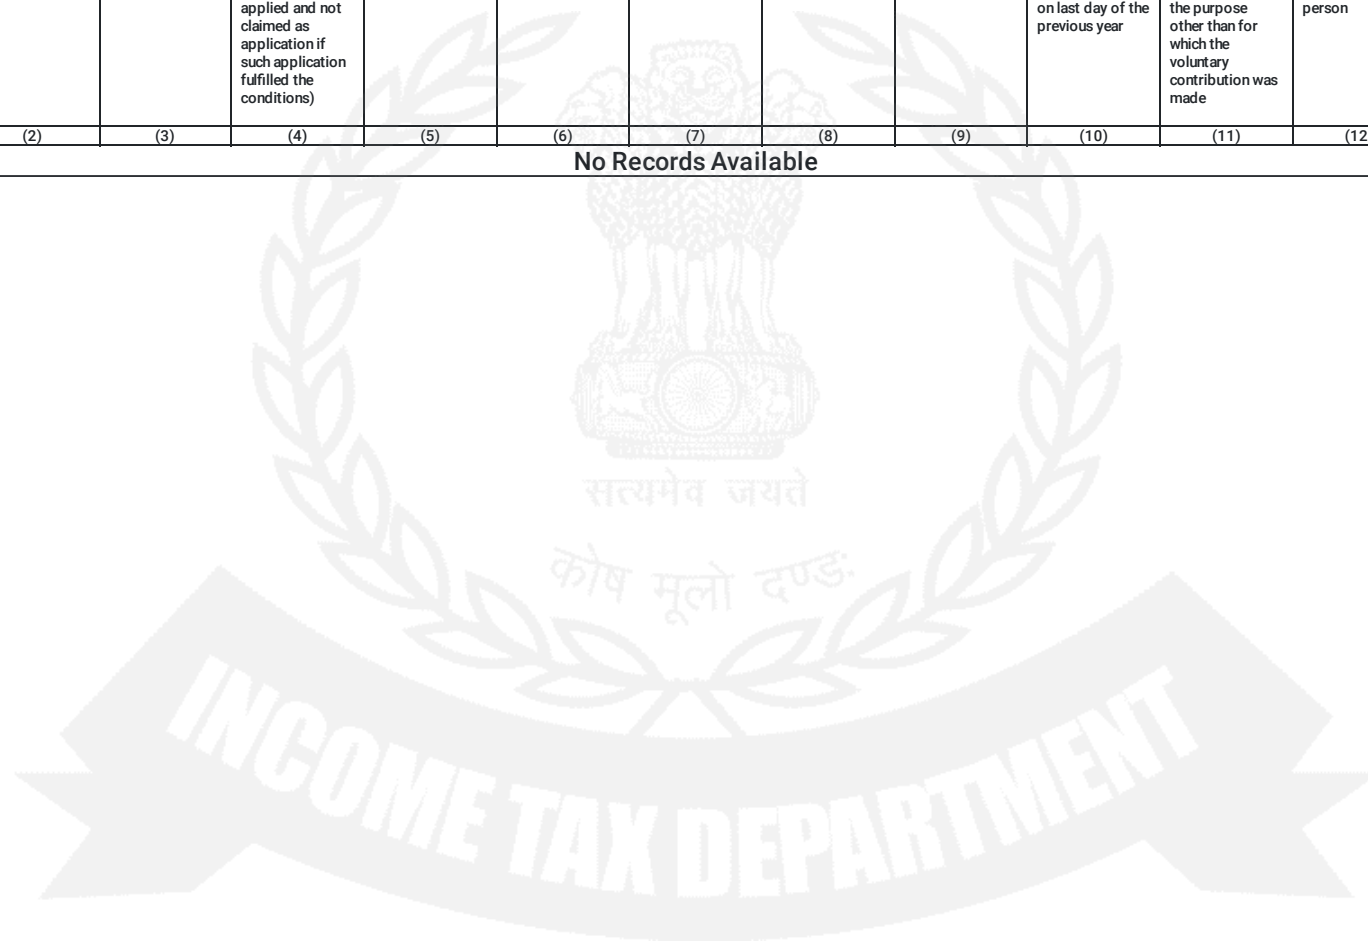 applied and not
claimed as
application if
such application
fulfilled the
conditions)
on last day of the
previous year
the purpose
other than for
which the
voluntary
contribution was
made
person
(2) (3) (4) (5) (6) (7) (8) (9) (10) (11) (12
No Records Available
सत्यमेव जयते
कोष मूलो दण्डः
INCOME TAX DEPARTMENT